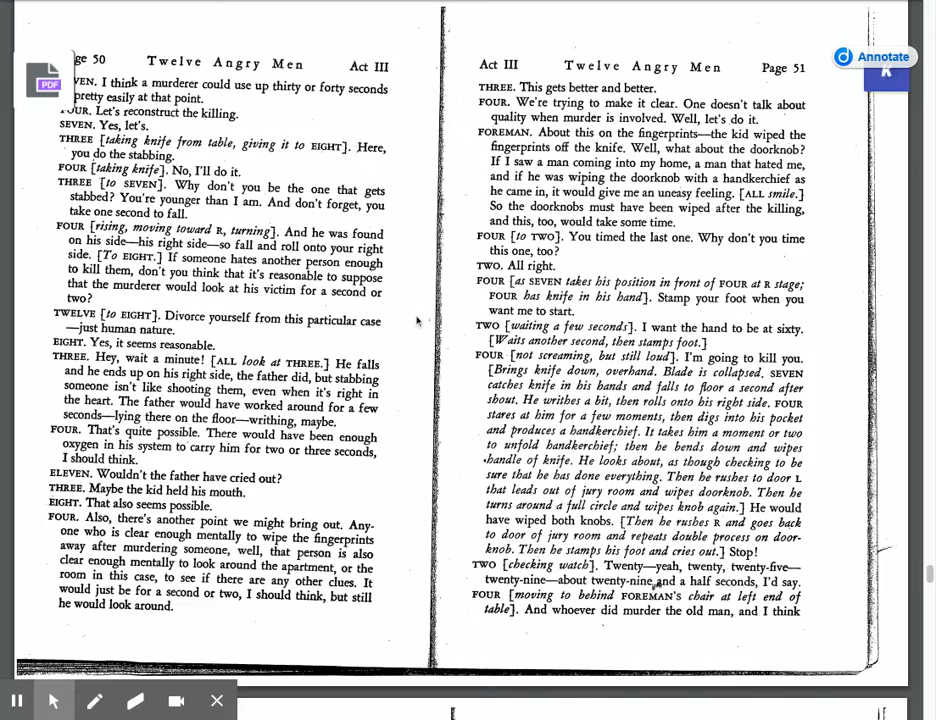 ge 50 Twelve Angry Men Act III
VEN. I think a murderer could use up thirty or forty seconds
pretty easily at that point.
FOUR. Let's reconstruct the killing.
SEVEN. Yes, let's.
THREE [taking knife from table, giving it to EIGHT]. Here,
you do the stabbing.
FOUR [taking knife]. No, I'll do it.
THREE [to SEVEN]. Why don't you be the one that gets
stabbed? You're younger than I am. And don't forget, you
take one second to fall.
FOUR [rising, moving toward R, turning]. And he was found
on his side—his right side—so fall and roll onto your right
side. [To EIGHT.] If someone hates another person enough
to kill them, don't you think that it's reasonable to suppose
that the murderer would look at his victim for a second or
two?
TWELVE [to EIGHT]. Divorce yourself from this particular case
—just human nature.
EIGHT. Yes, it seems reasonable.
THREE. Hey, wait a minute! [ALL look at THREE.] He falls
and he ends up on his right side, the father did, but stabbing
someone isn't like shooting them, even when it's right in
the heart. The father would have worked around for a few
seconds—lying there on the floor—writhing, maybe.
FOUR. That's quite possible. There would have been enough
oxygen in his system to carry him for two or three seconds,
I should think.
ELEVEN. Wouldn't the father have cried out?
THREE. Maybe the kid held his mouth.
EIGHT. That also seems possible.
FOUR. Also, there's another point we might bring out. Any-
one who is clear enough mentally to wipe the fingerprints
away after murdering someone, well, that person is also
clear enough mentally to look around the apartment, or the
room in this case, to see if there are any other clues. It
would just be for a second or two, I should think, but still
he would look around.
Act III Twelve Angry Men Page 51
THREE. This gets better and better.
FOUR. We're trying to make it clear. One doesn't talk about
quality when murder is involved. Well, let's do it.
FOREMAN. About this on the fingerprints—the kid wiped the
fingerprints off the knife. Well, what about the doorknob?
If I saw a man coming into my home, a man that hated me,
and if he was wiping the doorknob with a handkerchief as
he came in, it would give me an uneasy feeling. [ALL smile.]
So the doorknobs must have been wiped after the killing,
and this, too, would take some time.
FOUR [to TWO]. You timed the last one. Why don't you time
this one, too?
TWO. All right.
FOUR [as SEVEN takes his position in front of FOUR at R stage;
FOUR has knife in his hand]. Stamp your foot when you
want me to start.
TWO [waiting a few seconds]. I want the hand to be at sixty.
[Waits another second, then stamps foot.]
FOUR [not screaming, but still loud]. I'm going to kill you.
[Brings knife down, overhand. Blade is collapsed. SEVEN
catches knife in his hands and falls to floor a second after
shout. He writhes a bit, then rolls onto his right side. FOUR
stares at him for a few moments, then digs into his pocket
and produces a handkerchief. It takes him a moment or two
to unfold handkerchief; then he bends down and wipes
handle of knife. He looks about, as though checking to be
sure that he has done everything. Then he rushes to door L
that leads out of jury room and wipes doorknob. Then he
turns around a full circle and wipes knob again.] He would
have wiped both knobs. [Then he rushes R and goes back
to door of jury room and repeats double process on door-
knob. Then he stamps his foot and cries out.] Stop!
TWO [checking watch]. Twenty—yeah, twenty, twenty-five—
twenty-nine—about twenty-nine and a half seconds, I'd say.
FOUR [moving to behind FOREMAN'S chair at left end of
table]. And whoever did murder the old man, and I think
PDF
Annotate